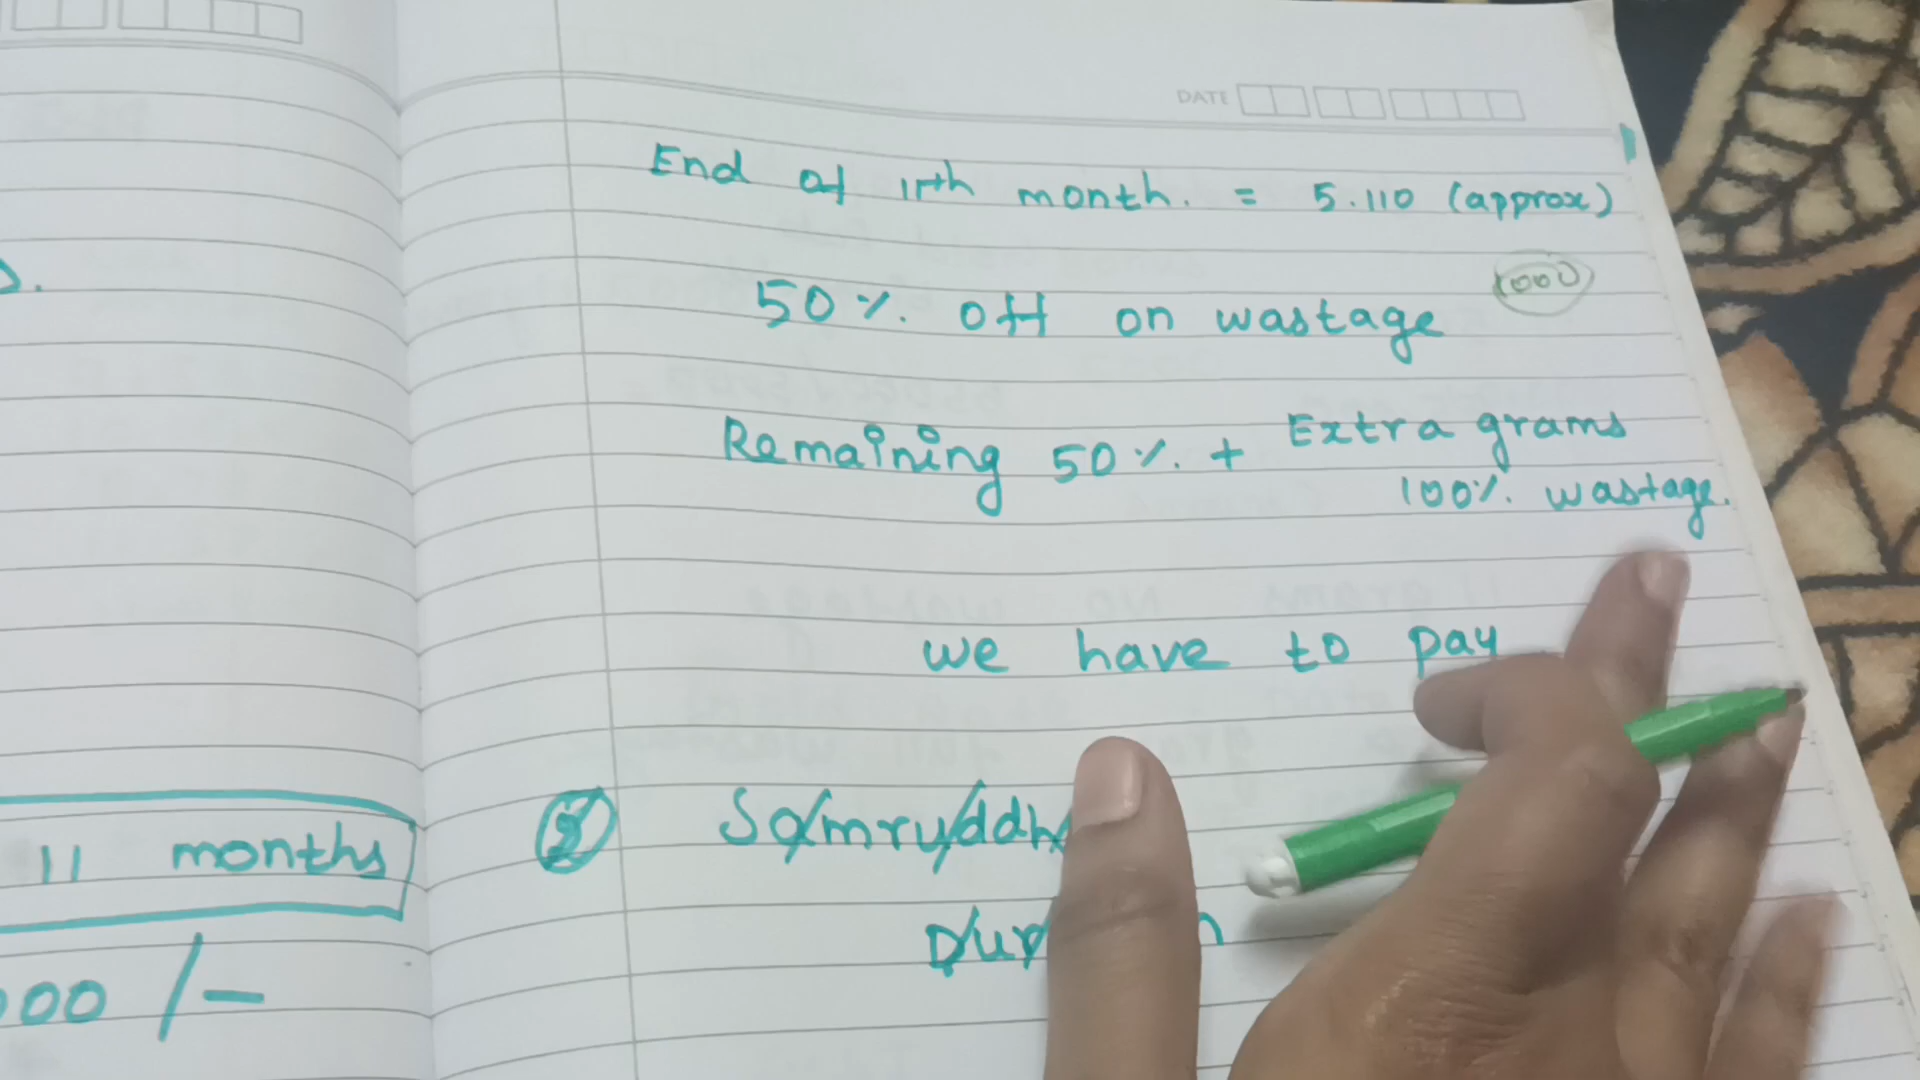 DATE
End of 11th month. = 5.110 (approx)
1000
50%. off on wastage
Remaining 50%. + Extra grams
100%. wastage.
we have to pay
11 months
000 /-